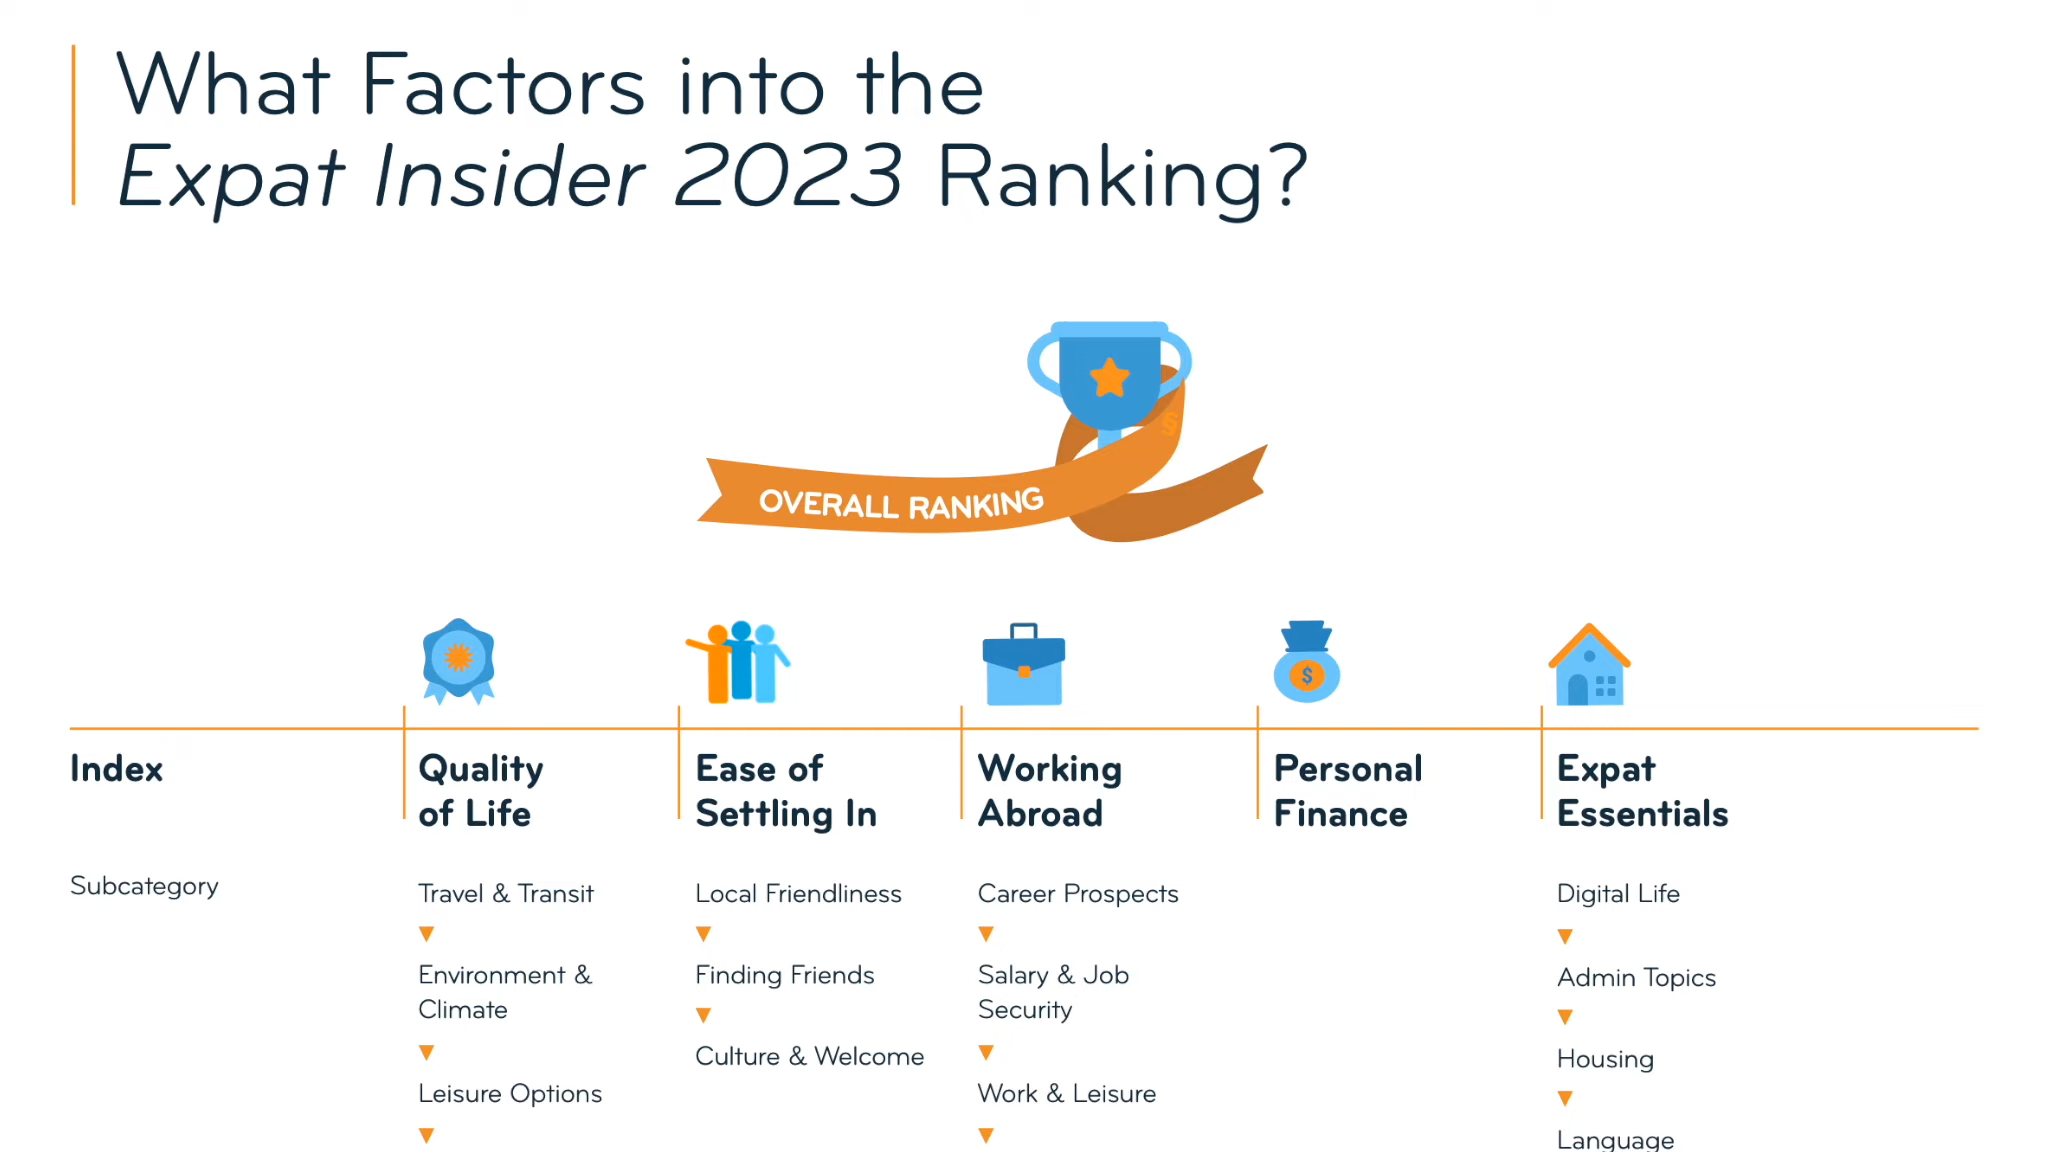 What Factors into the
Expat Insider 2023 Ranking?
§
OVERALL RANKING
$
Index
Quality
of Life
Ease of
Settling In
Working
Abroad
Personal
Finance
Expat
Essentials
Subcategory
Travel & Transit
Environment &
Climate
Leisure Options
Local Friendliness
Finding Friends
Culture & Welcome
Career Prospects
Salary & Job
Security
Work & Leisure
Digital Life
Admin Topics
Housing
Language